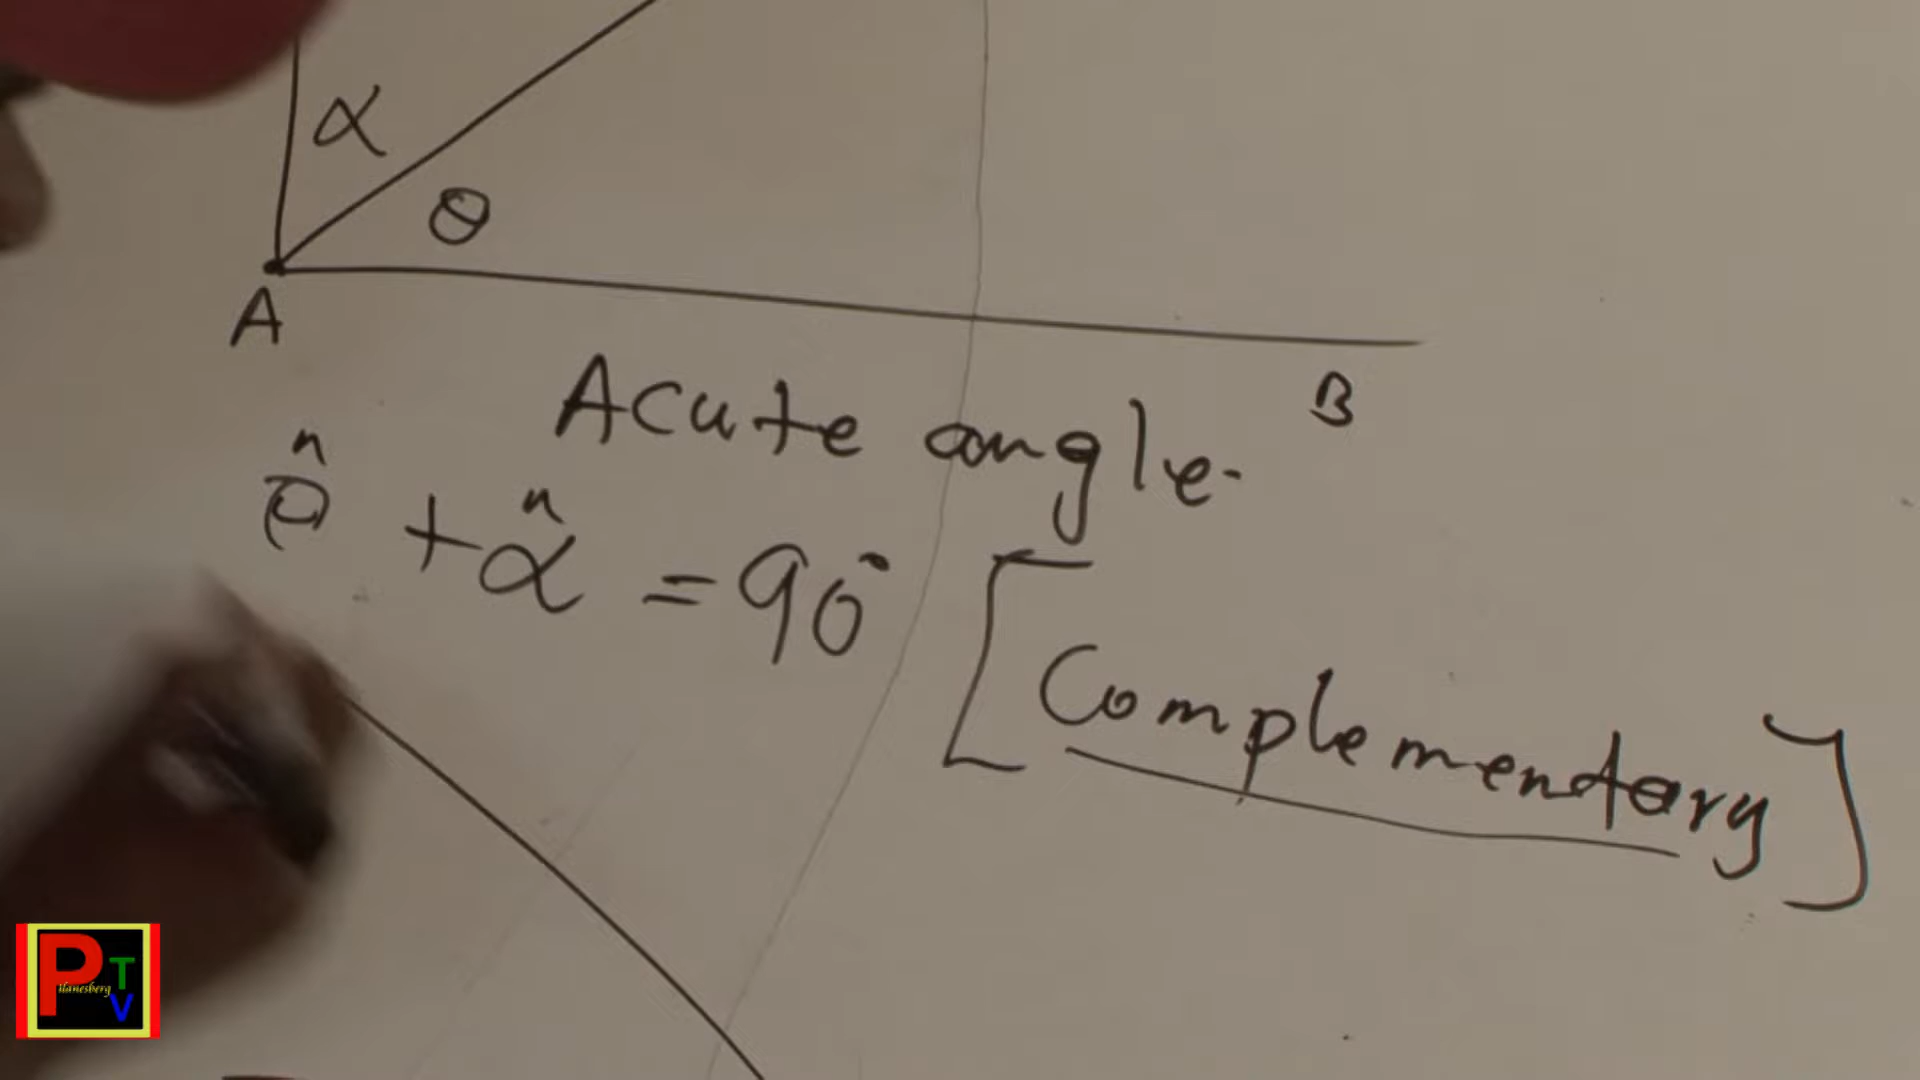 α
θ
A
B
Acute angle.
θ̂ + α̂ = 90°
[Complementary]
P
ilanesberg
T
V